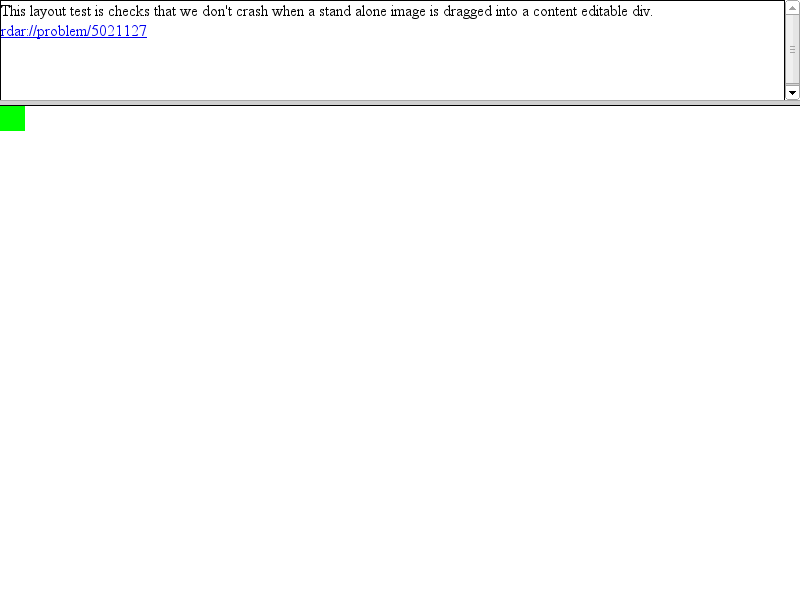 This layout test is checks that we don't crash when a stand alone image is dragged into a content editable div.
rdar://problem/5021127